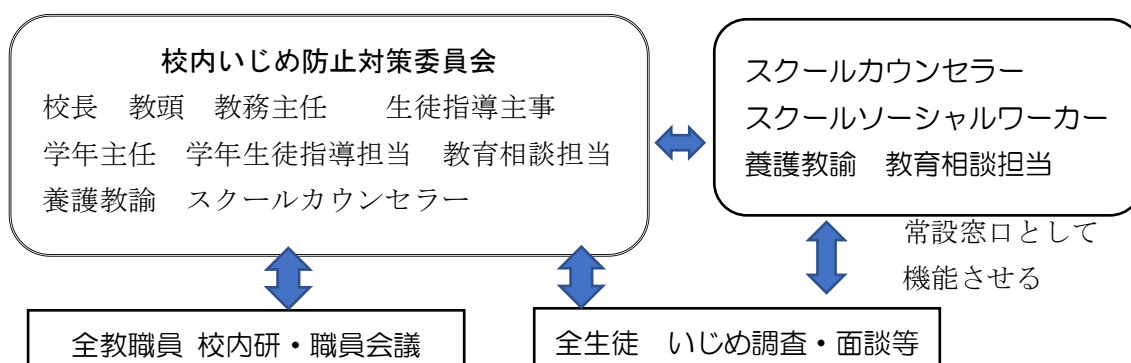 校内いじめ防止対策委員会
校長　教頭　教務主任　　生徒指導主事
学年主任　学年生徒指導担当　教育相談担当
養護教諭　スクールカウンセラー
スクールカウンセラー
スクールソーシャルワーカー
養護教諭　教育相談担当
常設窓口として
機能させる
全教職員 校内研・職員会議
全生徒　いじめ調査・面談等